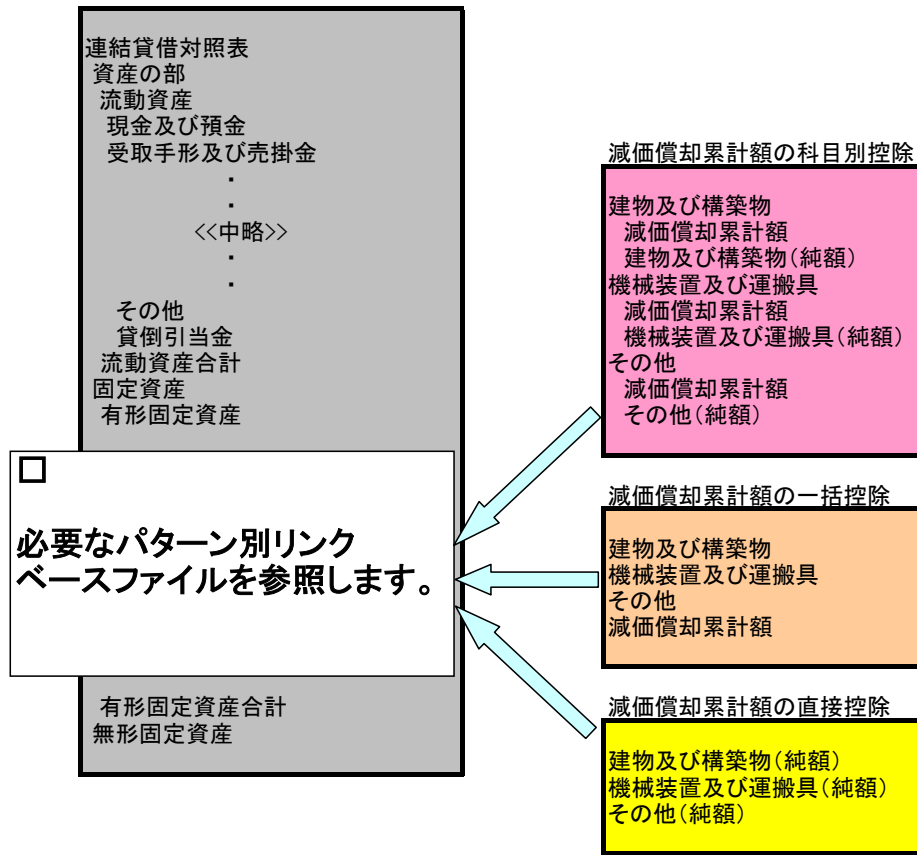 連結貸借対照表
資産の部
流動資産
現金及び預金
受取手形及び売掛金
・
・
<<中略>>
・
・
その他
貸倒引当金
流動資産合計
固定資産
有形固定資産
□
必要なパターン別リンク
ベースファイルを参照します。
有形固定資産合計
無形固定資産
減価償却累計額の科目別控除
建物及び構築物
減価償却累計額
建物及び構築物(純額)
機械装置及び運搬具
減価償却累計額
機械装置及び運搬具(純額)
その他
減価償却累計額
その他(純額)
減価償却累計額の一括控除
建物及び構築物
機械装置及び運搬具
その他
減価償却累計額
減価償却累計額の直接控除
建物及び構築物(純額)
機械装置及び運搬具(純額)
その他(純額)